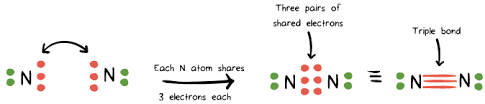 Three pairs of
shared electrons
Triple bond
N N
Each N atom shares
3 electrons each
N N
≡
N N